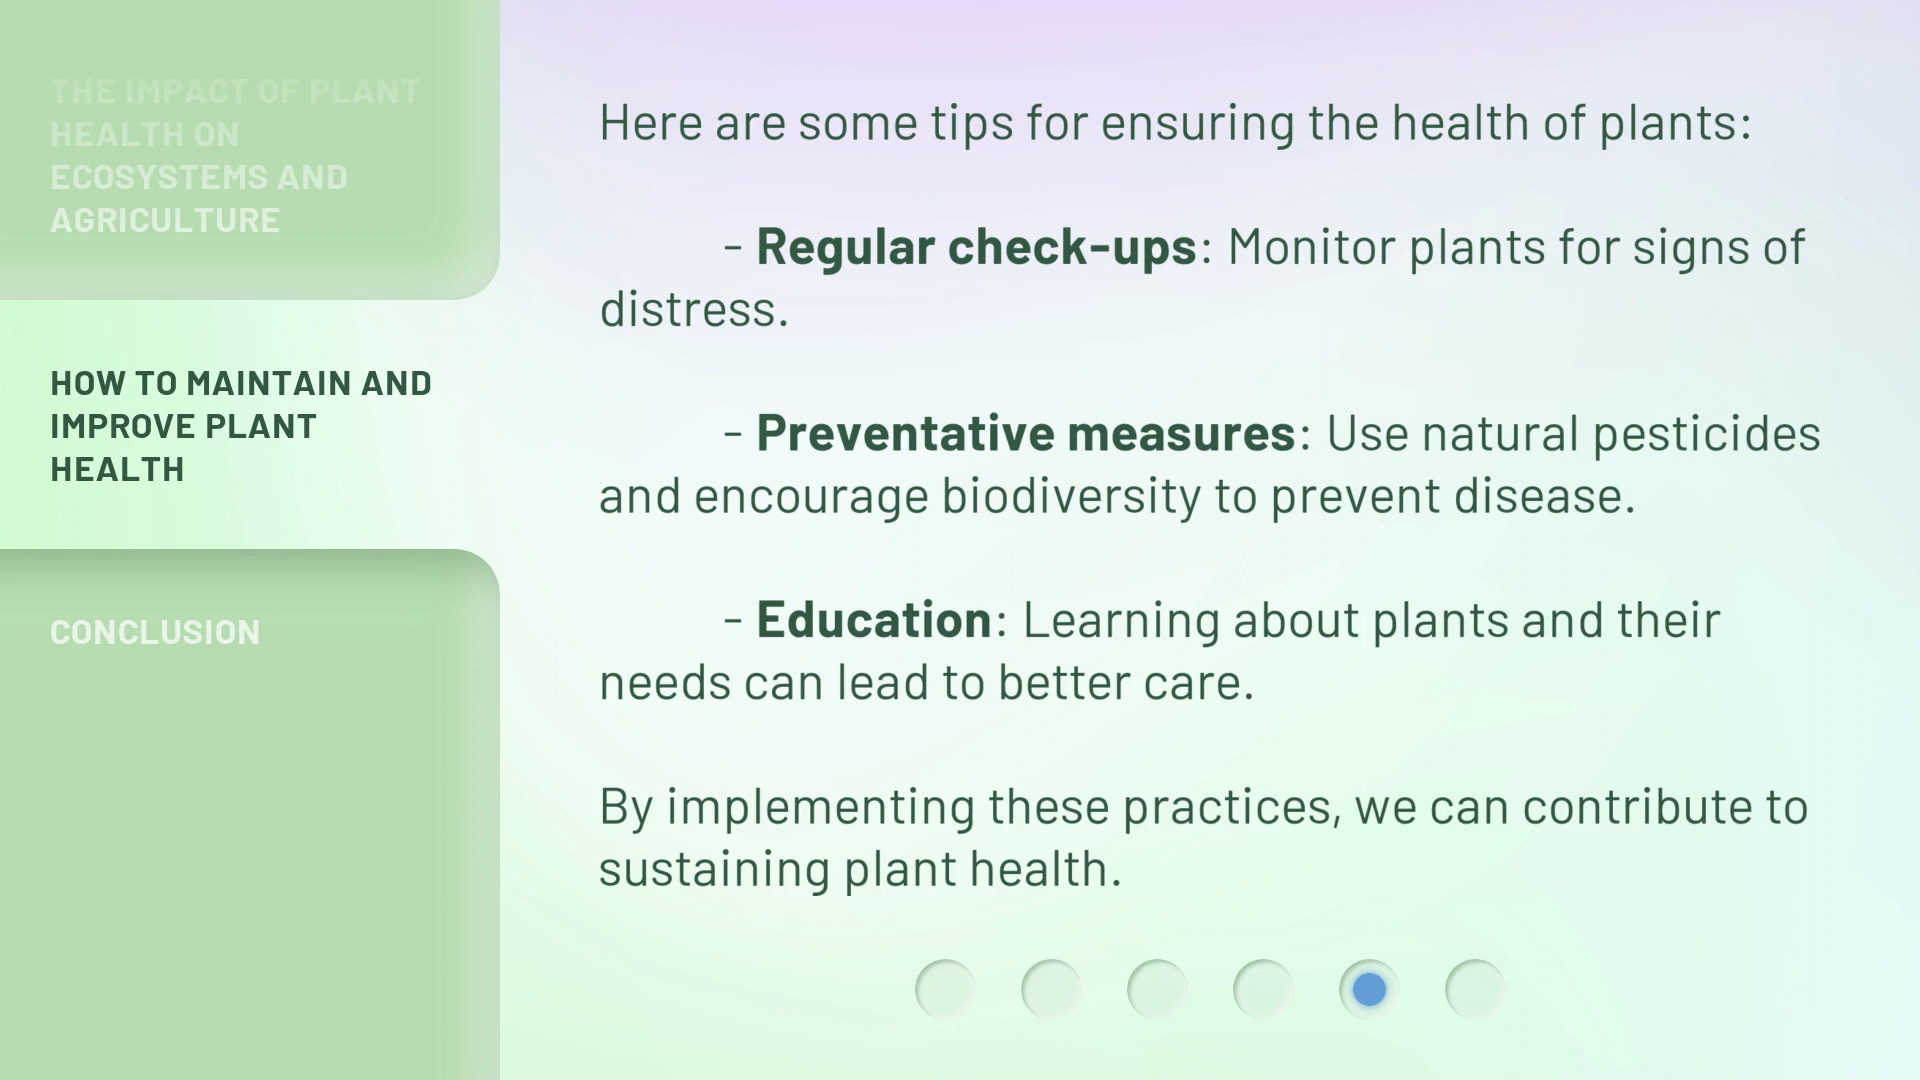 THE IMPACT OF PLANT
HEALTH ON
ECOSYSTEMS AND
AGRICULTURE
HOW TO MAINTAIN AND
IMPROVE PLANT
HEALTH
CONCLUSION
Here are some tips for ensuring the health of plants:
- Regular check-ups: Monitor plants for signs of
distress.
- Preventative measures: Use natural pesticides
and encourage biodiversity to prevent disease.
- Education: Learning about plants and their
needs can lead to better care.
By implementing these practices, we can contribute to
sustaining plant health.